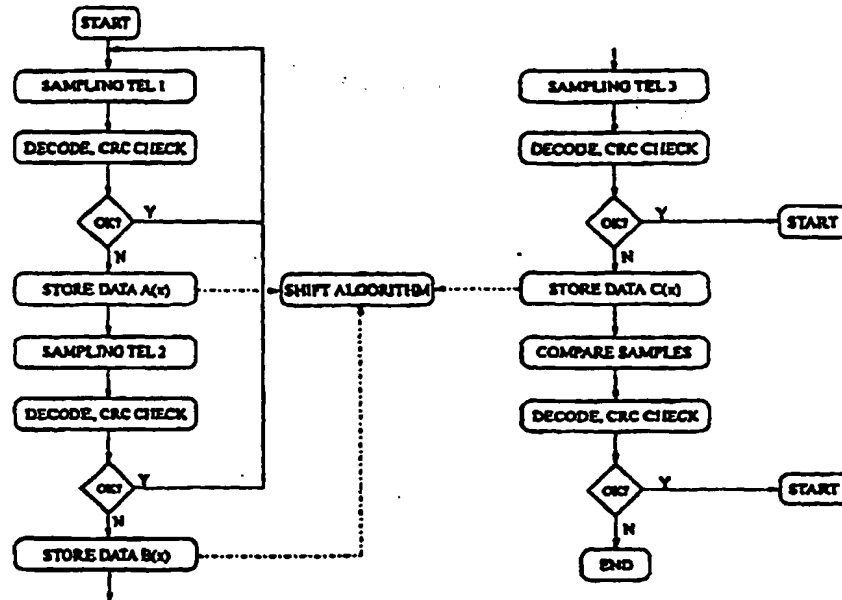 START
SAMPLING TEL 1
DECODE, CRC CHECK
OK?
Y
N
STORE DATA A(x)
SAMPLING TEL 2
DECODE, CRC CHECK
OK?
Y
N
STORE DATA B(x)
SHIFT ALGORITHM
SAMPLING TEL 3
DECODE, CRC CHECK
OK?
Y
START
N
STORE DATA C(x)
COMPARE SAMPLES
DECODE, CRC CHECK
OK?
Y
START
N
END